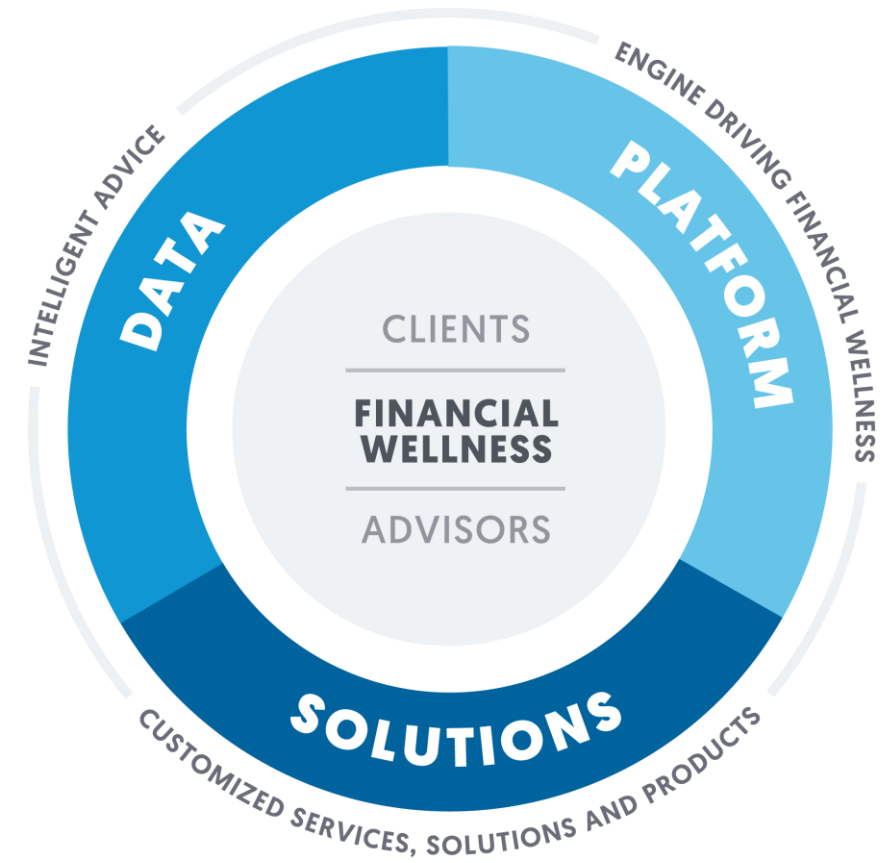 ENGINE DRIVING FINANCIAL WELLNESS
PLATFORM
INTELLIGENT ADVICE
DATA
CLIENTS
FINANCIAL
WELLNESS
ADVISORS
SOLUTIONS
CUSTOMIZED SERVICES, SOLUTIONS AND PRODUCTS